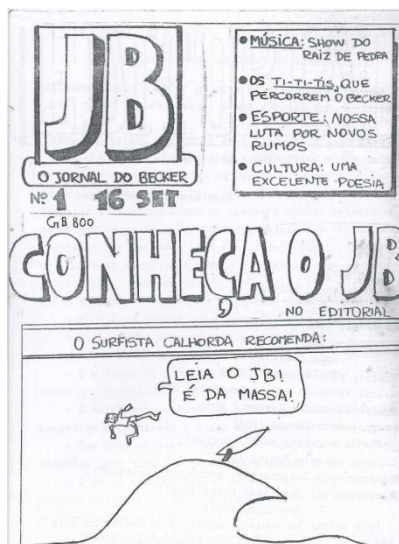 JB
O JORNAL DO BECKER
Nº 1 16 SET
• MÚSICA: SHOW DO
RAIZ DE PEDRA
• OS TI-TI-TIS, QUE
PERCORREM O BECKER
• ESPORTE: NOSSA
LUTA POR NOVOS
RUMOS
• CULTURA: UMA
EXCELENTE POESIA
CONHEÇA O JB
NO EDITORIAL
O SURFISTA CALHORDA RECOMENDA:
LEIA O JB!
É DA MASSA!